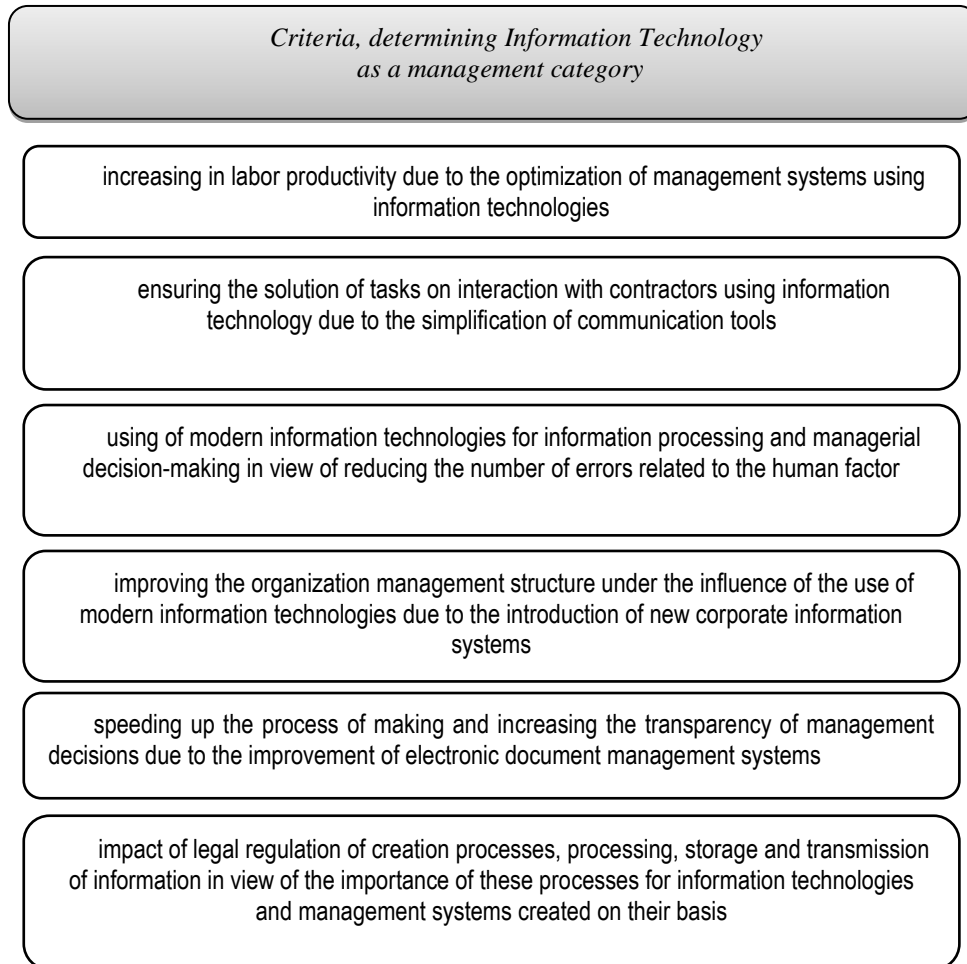 Criteria, determining Information Technology
as a management category
increasing in labor productivity due to the optimization of management systems using
information technologies
ensuring the solution of tasks on interaction with contractors using information
technology due to the simplification of communication tools
using of modern information technologies for information processing and managerial
decision-making in view of reducing the number of errors related to the human factor
improving the organization management structure under the influence of the use of
modern information technologies due to the introduction of new corporate information
systems
speeding up the process of making and increasing the transparency of management
decisions due to the improvement of electronic document management systems
impact of legal regulation of creation processes, processing, storage and transmission
of information in view of the importance of these processes for information technologies
and management systems created on their basis